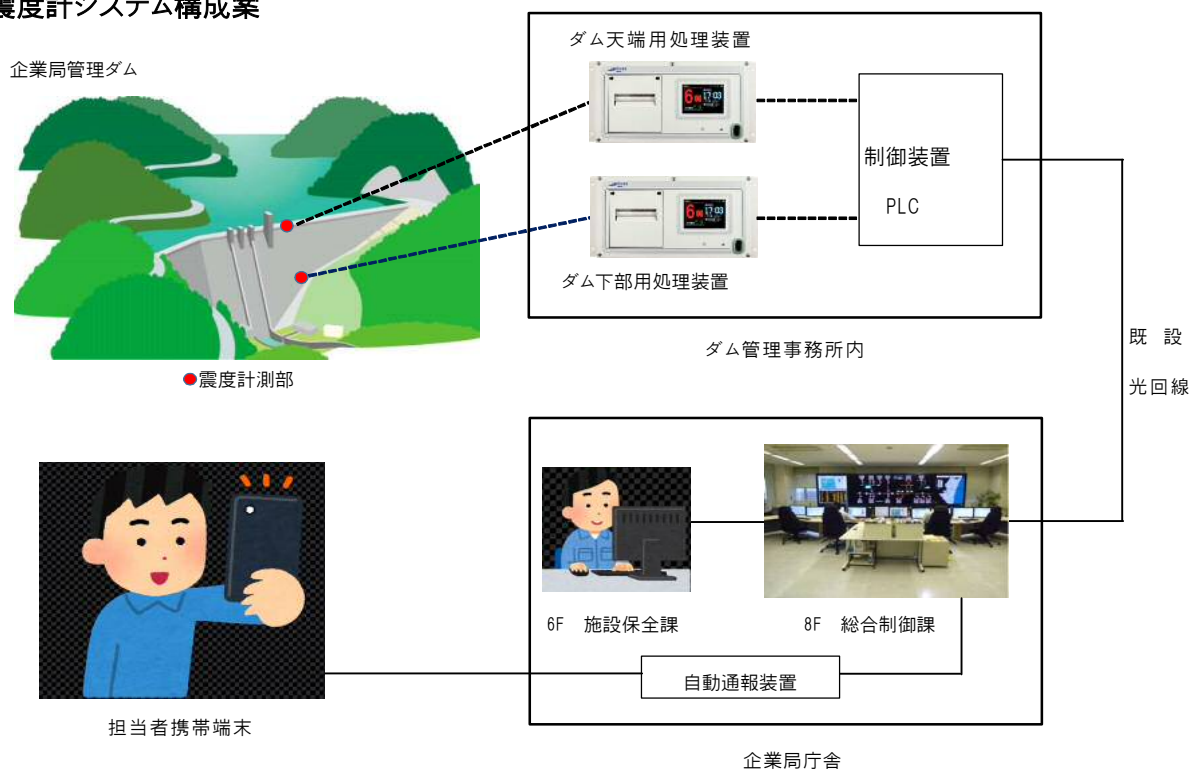 震度計システム構成案
ダム天端用処理装置
企業局管理ダム
制御装置
PLC
ダム下部用処理装置
ダム管理事務所内
既 設
光回線
●震度計測部
6F 施設保全課
8F 総合制御課
自動通報装置
担当者携帯端末
企業局庁舎